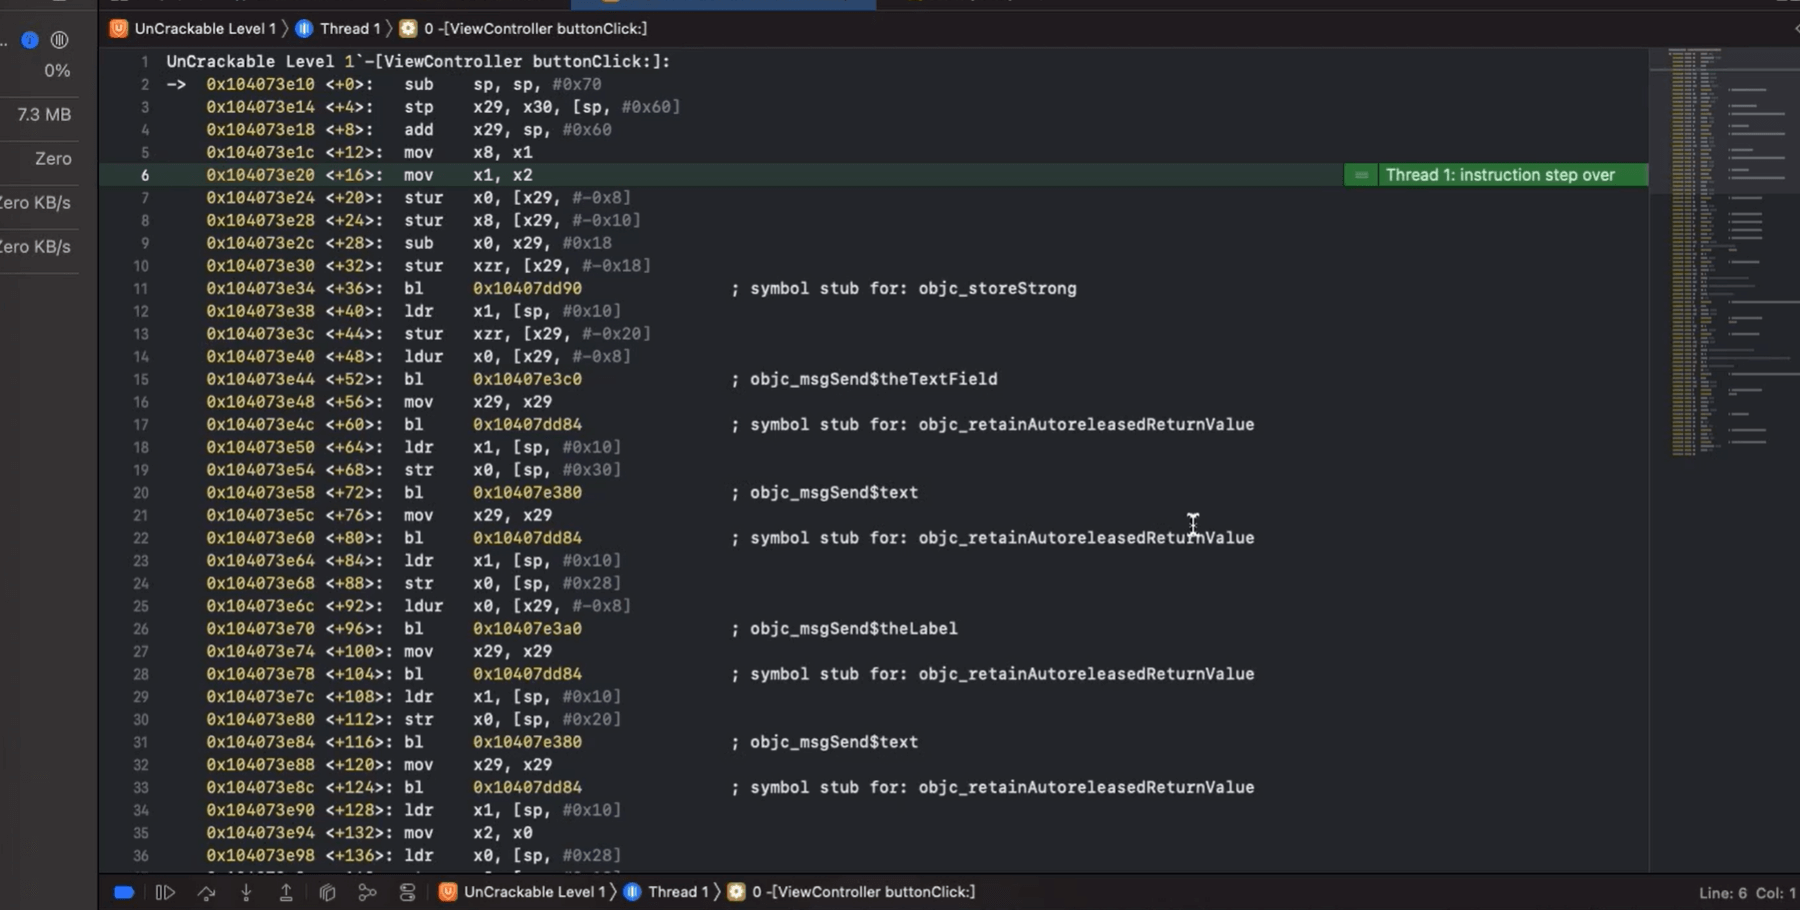 UnCrackable Level 1 〉 Thread 1 〉 0 -[ViewController buttonClick:]
0%
7.3 MB
Zero
Zero KB/s
Zero KB/s
1 UnCrackable Level 1`-[ViewController buttonClick:]:
2 -> 0x104073e10 <+0>: sub sp, sp, #0x70
3 0x104073e14 <+4>: stp x29, x30, [sp, #0x60]
4 0x104073e18 <+8>: add x29, sp, #0x60
5 0x104073e1c <+12>: mov x8, x1
6 0x104073e20 <+16>: mov x1, x2 Thread 1: instruction step over
7 0x104073e24 <+20>: stur x0, [x29, #-0x8]
8 0x104073e28 <+24>: stur x8, [x29, #-0x10]
9 0x104073e2c <+28>: sub x0, x29, #0x18
10 0x104073e30 <+32>: stur xzr, [x29, #-0x18]
11 0x104073e34 <+36>: bl 0x10407dd90 ; symbol stub for: objc_storeStrong
12 0x104073e38 <+40>: ldr x1, [sp, #0x10]
13 0x104073e3c <+44>: stur xzr, [x29, #-0x20]
14 0x104073e40 <+48>: ldur x0, [x29, #-0x8]
15 0x104073e44 <+52>: bl 0x10407e3c0 ; objc_msgSend$theTextField
16 0x104073e48 <+56>: mov x29, x29
17 0x104073e4c <+60>: bl 0x10407dd84 ; symbol stub for: objc_retainAutoreleasedReturnValue
18 0x104073e50 <+64>: ldr x1, [sp, #0x10]
19 0x104073e54 <+68>: str x0, [sp, #0x30]
20 0x104073e58 <+72>: bl 0x10407e380 ; objc_msgSend$text
21 0x104073e5c <+76>: mov x29, x29
22 0x104073e60 <+80>: bl 0x10407dd84 ; symbol stub for: objc_retainAutoreleasedReturnValue
23 0x104073e64 <+84>: ldr x1, [sp, #0x10]
24 0x104073e68 <+88>: str x0, [sp, #0x28]
25 0x104073e6c <+92>: ldur x0, [x29, #-0x8]
26 0x104073e70 <+96>: bl 0x10407e3a0 ; objc_msgSend$theLabel
27 0x104073e74 <+100>: mov x29, x29
28 0x104073e78 <+104>: bl 0x10407dd84 ; symbol stub for: objc_retainAutoreleasedReturnValue
29 0x104073e7c <+108>: ldr x1, [sp, #0x10]
30 0x104073e80 <+112>: str x0, [sp, #0x20]
31 0x104073e84 <+116>: bl 0x10407e380 ; objc_msgSend$text
32 0x104073e88 <+120>: mov x29, x29
33 0x104073e8c <+124>: bl 0x10407dd84 ; symbol stub for: objc_retainAutoreleasedReturnValue
34 0x104073e90 <+128>: ldr x1, [sp, #0x10]
35 0x104073e94 <+132>: mov x2, x0
36 0x104073e98 <+136>: ldr x0, [sp, #0x28]
UnCrackable Level 1 〉 Thread 1 〉 0 -[ViewController buttonClick:]
Line: 6 Col: 1